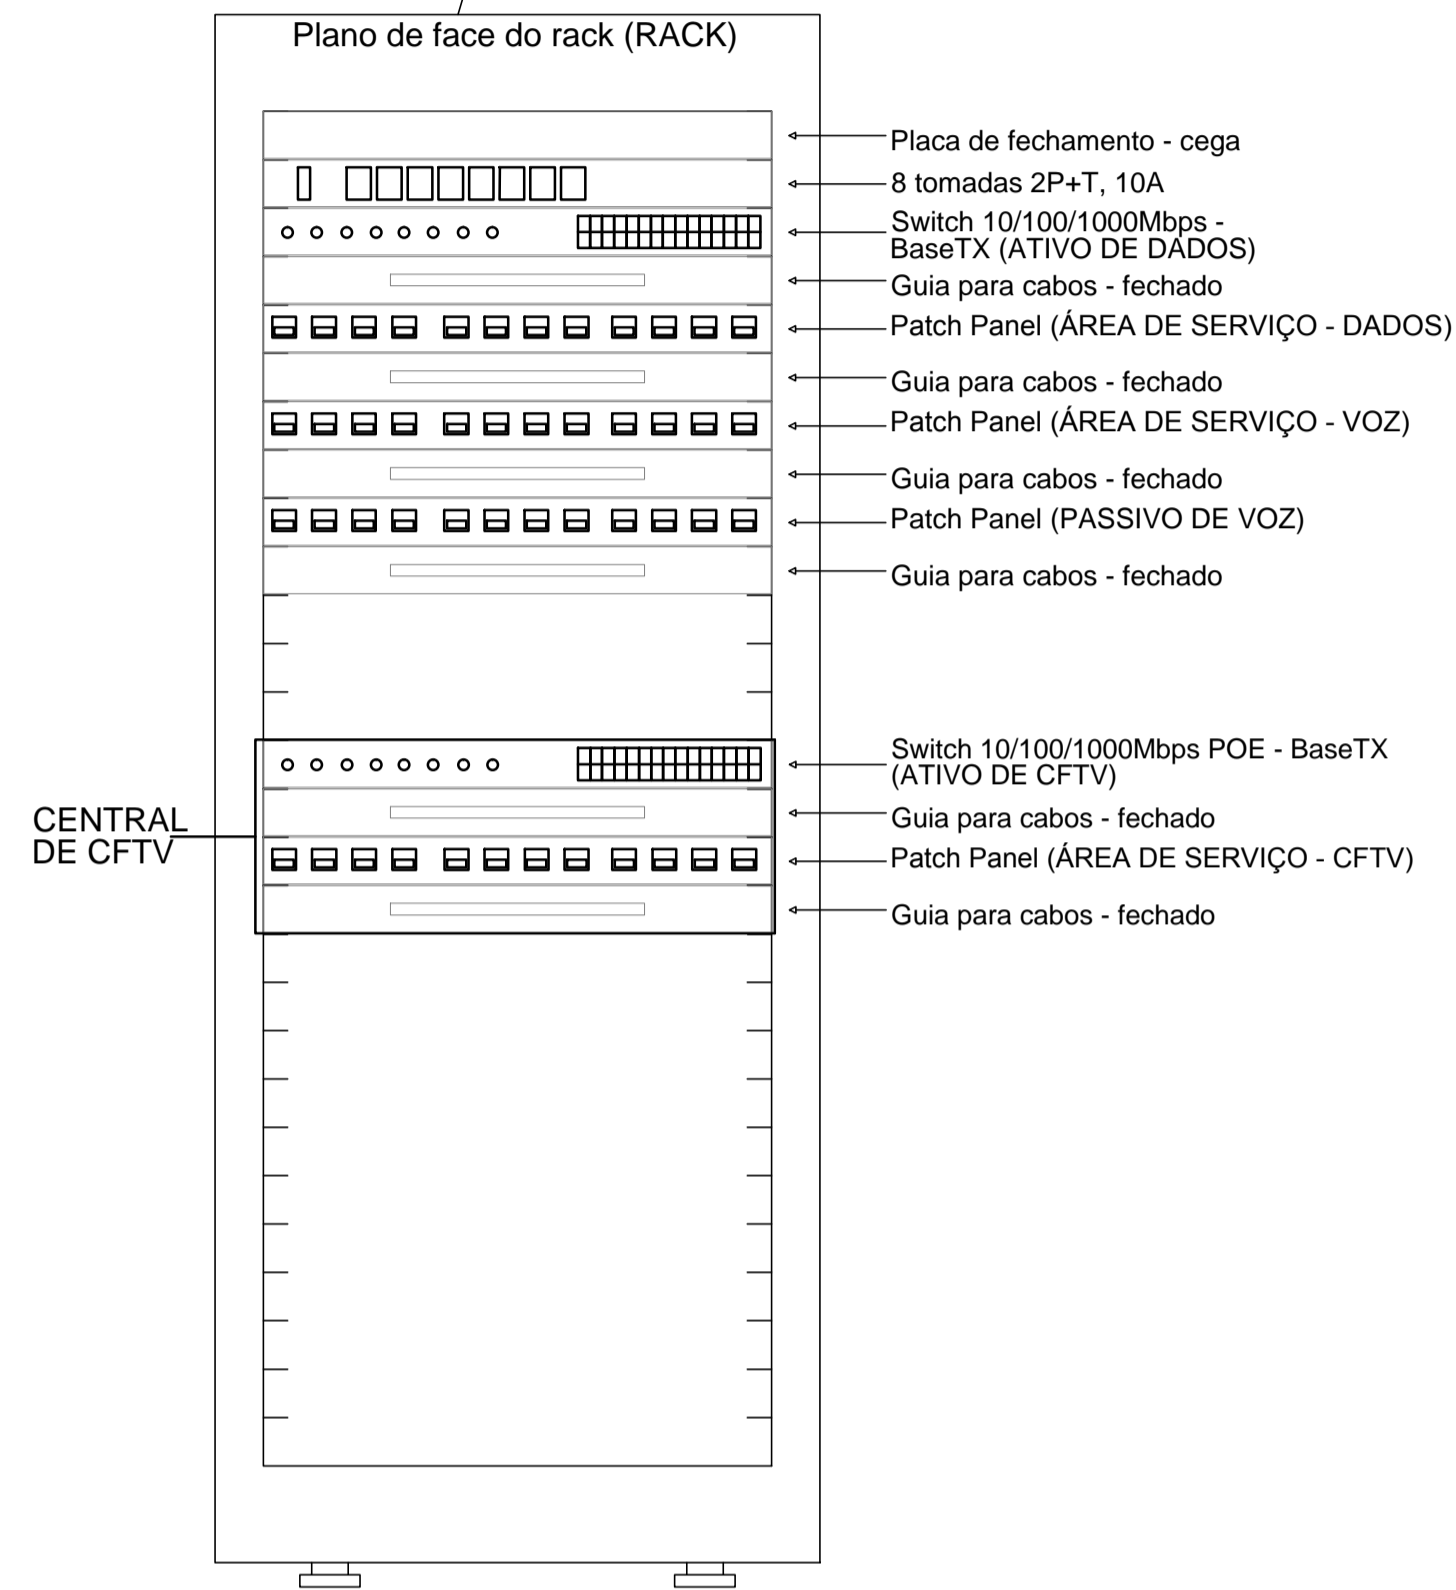 Plano de face do rack (RACK)
Placa de fechamento - cega
8 tomadas 2P+T, 10A
Switch 10/100/1000Mbps -
BaseTX (ATIVO DE DADOS)
Guia para cabos - fechado
Patch Panel (ÁREA DE SERVIÇO - DADOS)
Guia para cabos - fechado
Patch Panel (ÁREA DE SERVIÇO - VOZ)
Guia para cabos - fechado
Patch Panel (PASSIVO DE VOZ)
Guia para cabos - fechado
Switch 10/100/1000Mbps POE - BaseTX
(ATIVO DE CFTV)
CENTRAL
DE CFTV
Guia para cabos - fechado
Patch Panel (ÁREA DE SERVIÇO - CFTV)
Guia para cabos - fechado